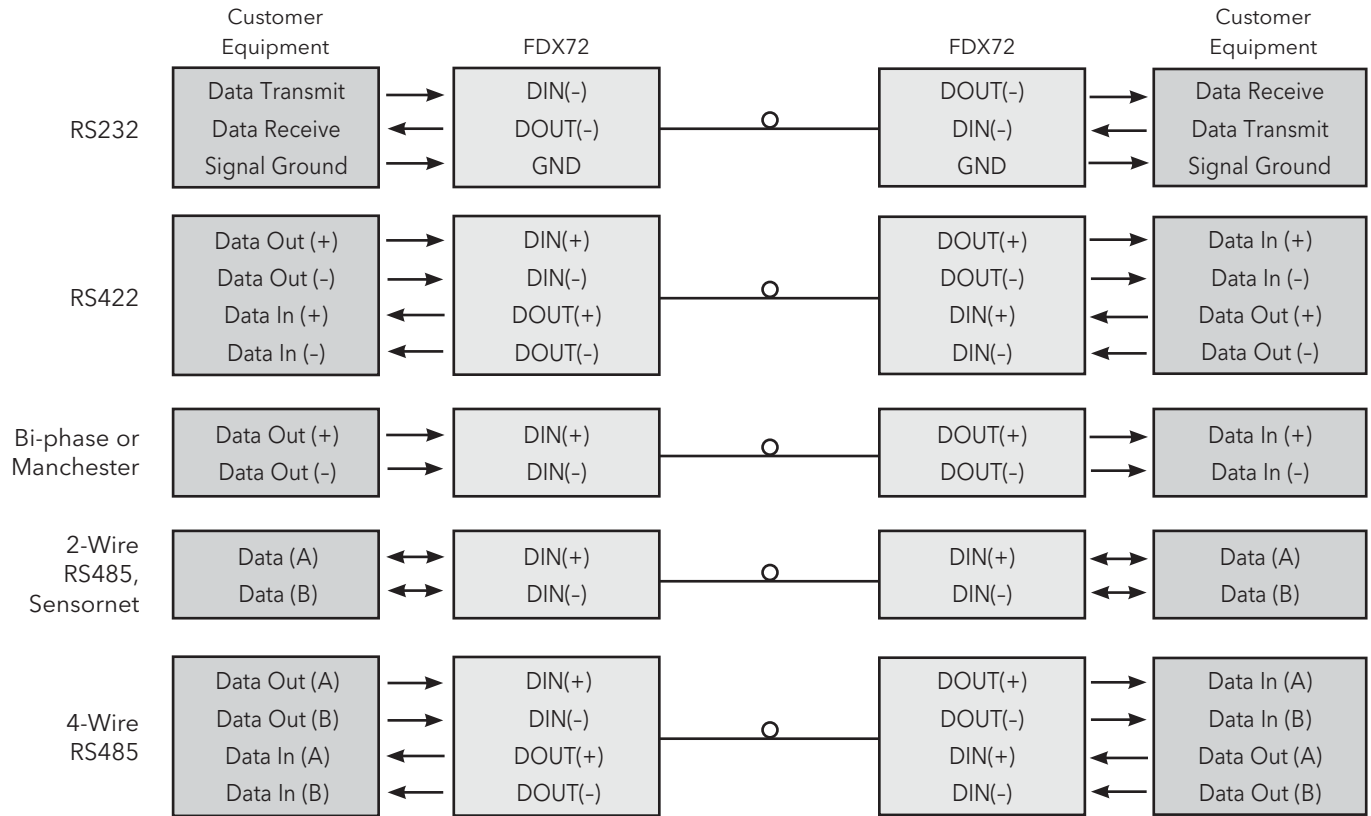 Customer
Equipment
FDX72
FDX72
Customer
Equipment
RS232
Data Transmit
Data Receive
Signal Ground
DIN(–)
DOUT(–)
GND
DOUT(–)
DIN(–)
GND
Data Receive
Data Transmit
Signal Ground
RS422
Data Out (+)
Data Out (–)
Data In (+)
Data In (–)
DIN(+)
DIN(–)
DOUT(+)
DOUT(–)
DOUT(+)
DOUT(–)
DIN(+)
DIN(–)
Data In (+)
Data In (–)
Data Out (+)
Data Out (–)
Bi-phase or
Manchester
Data Out (+)
Data Out (–)
DIN(+)
DIN(–)
DOUT(+)
DOUT(–)
Data In (+)
Data In (–)
2-Wire
RS485,
Sensornet
Data (A)
Data (B)
DIN(+)
DIN(–)
DIN(+)
DIN(–)
Data (A)
Data (B)
4-Wire
RS485
Data Out (A)
Data Out (B)
Data In (A)
Data In (B)
DIN(+)
DIN(–)
DOUT(+)
DOUT(–)
DOUT(+)
DOUT(–)
DIN(+)
DIN(–)
Data In (A)
Data In (B)
Data Out (A)
Data Out (B)